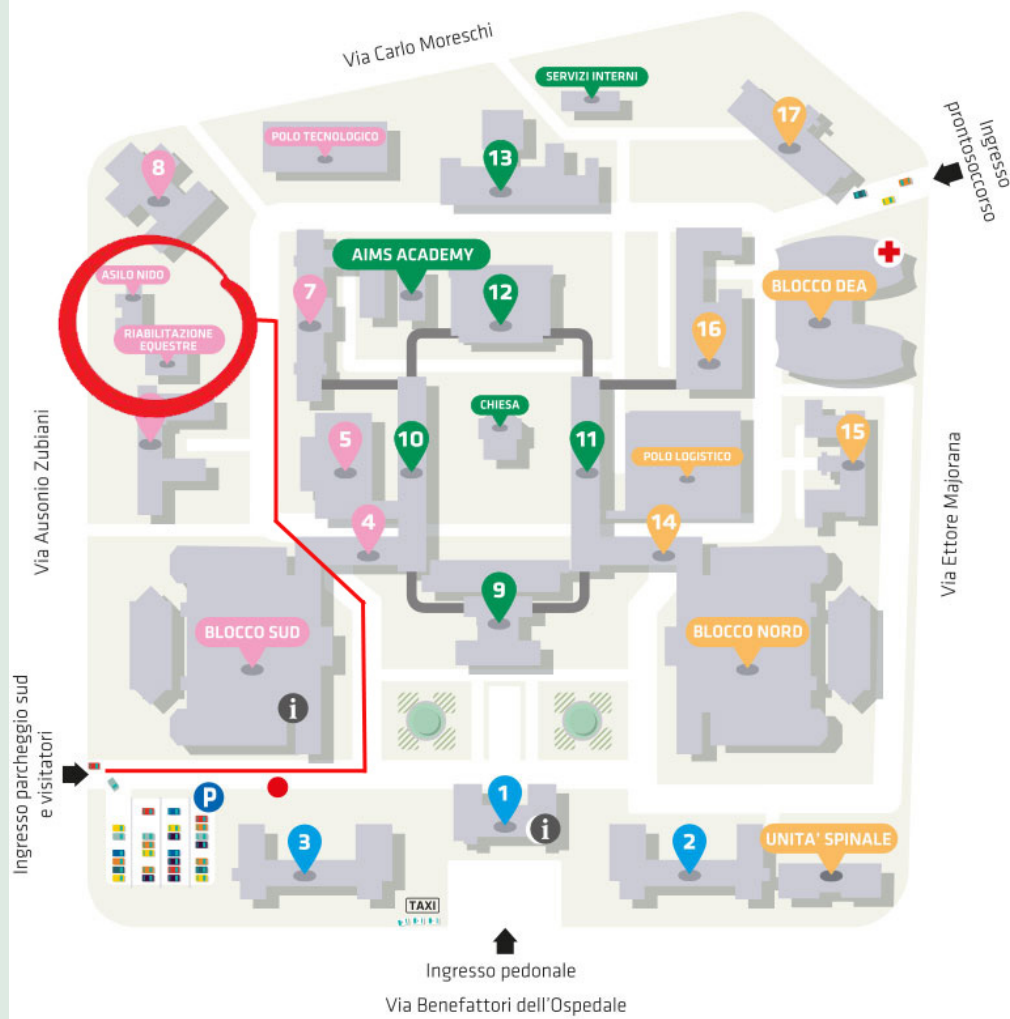 Via Carlo Moreschi
SERVIZI INTERNI
17
POLO TECNOLOGICO
13
8
Ingresso
prontosoccorso
AIMS ACADEMY
ASILO NIDO
7
12
BLOCCO DEA
RIABILITAZIONE
EQUESTRE
16
CHIESA
10
11
5
15
POLO LOGISTICO
Via Ausonio Zubiani
Via Ettore Majorana
4
14
9
BLOCCO SUD
BLOCCO NORD
i
Ingresso parcheggio sud
e visitatori
P
1
i
3
2
UNITA' SPINALE
TAXI
Ingresso pedonale
Via Benefattori dell'Ospedale